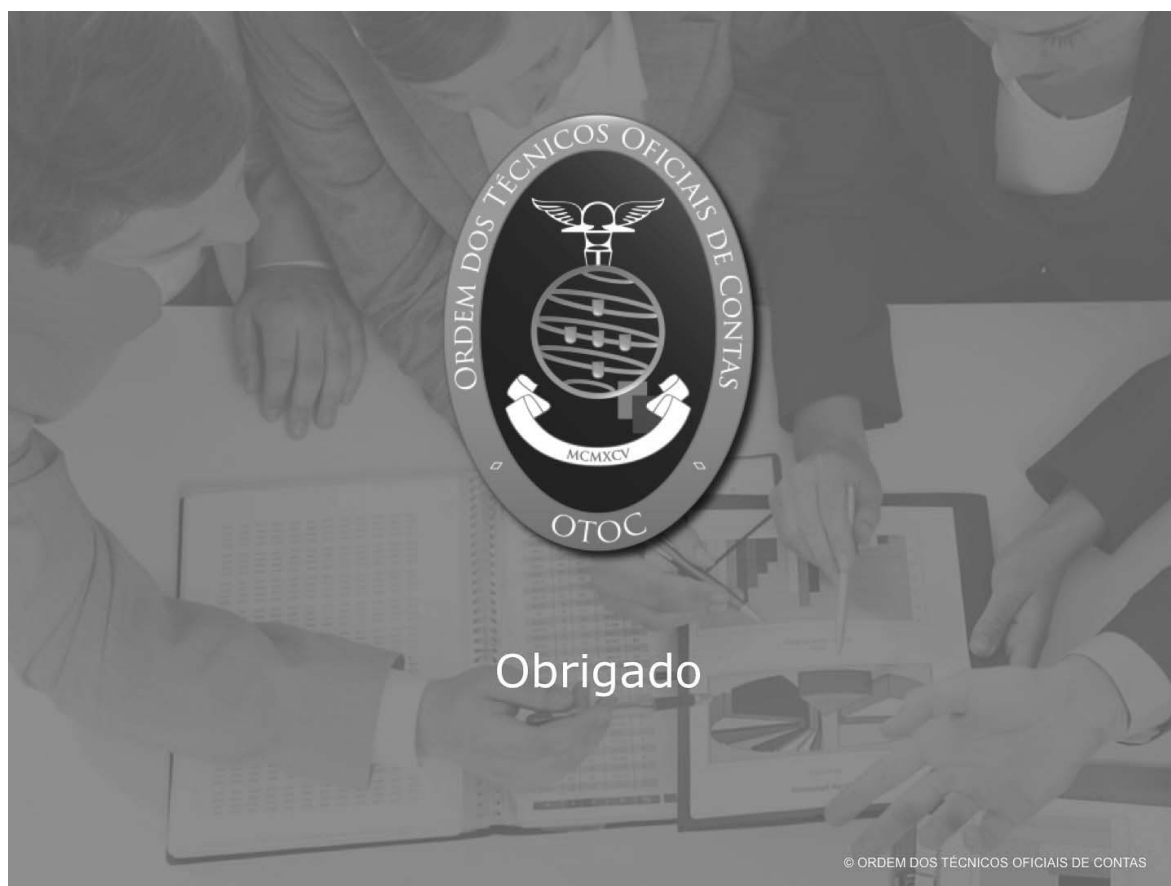 ORDEM DOS TÉCNICOS OFICIAIS DE CONTAS
MCMXCV
OTOC
Obrigado
© ORDEM DOS TÉCNICOS OFICIAIS DE CONTAS